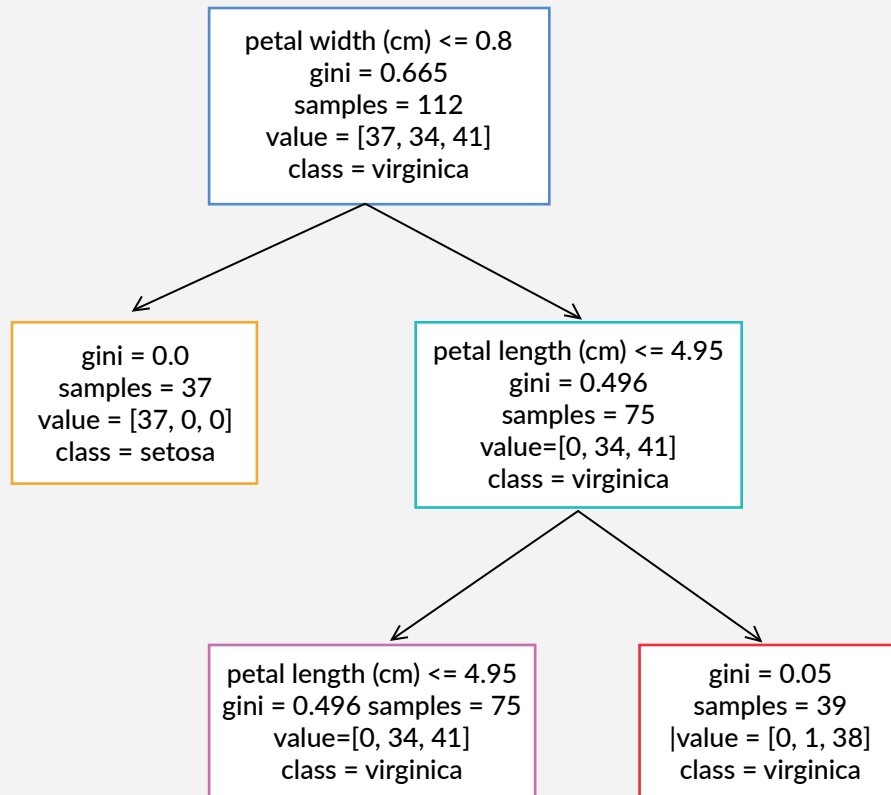 petal width (cm) <= 0.8
gini = 0.665
samples = 112
value = [37, 34, 41]
class = virginica
gini = 0.0
samples = 37
value = [37, 0, 0]
class = setosa
petal length (cm) <= 4.95
gini = 0.496
samples = 75
value=[0, 34, 41]
class = virginica
petal length (cm) <= 4.95
gini = 0.496 samples = 75
value=[0, 34, 41]
class = virginica
gini = 0.05
samples = 39
|value = [0, 1, 38]
class = virginica